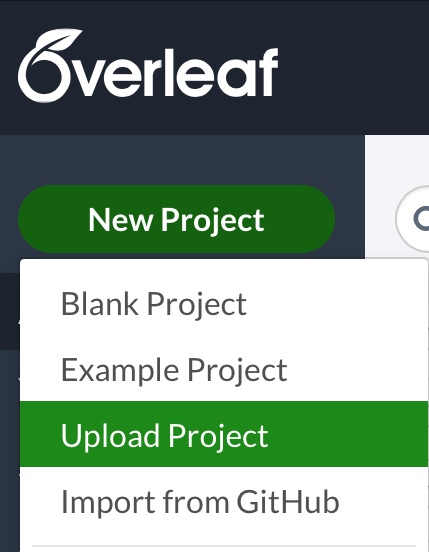 Overleaf
New Project
Blank Project
Example Project
Upload Project
Import from GitHub